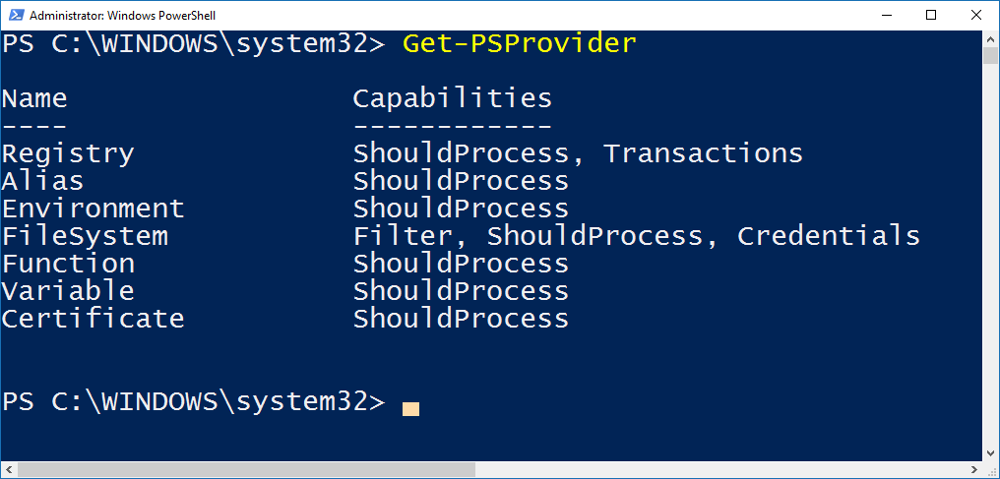 Administrator: Windows PowerShell
PS C:\WINDOWS\system32> Get-PSProvider
Name                 Capabilities
----                 ------------
Registry             ShouldProcess, Transactions
Alias                ShouldProcess
Environment          ShouldProcess
FileSystem           Filter, ShouldProcess, Credentials
Function             ShouldProcess
Variable             ShouldProcess
Certificate          ShouldProcess
PS C:\WINDOWS\system32>